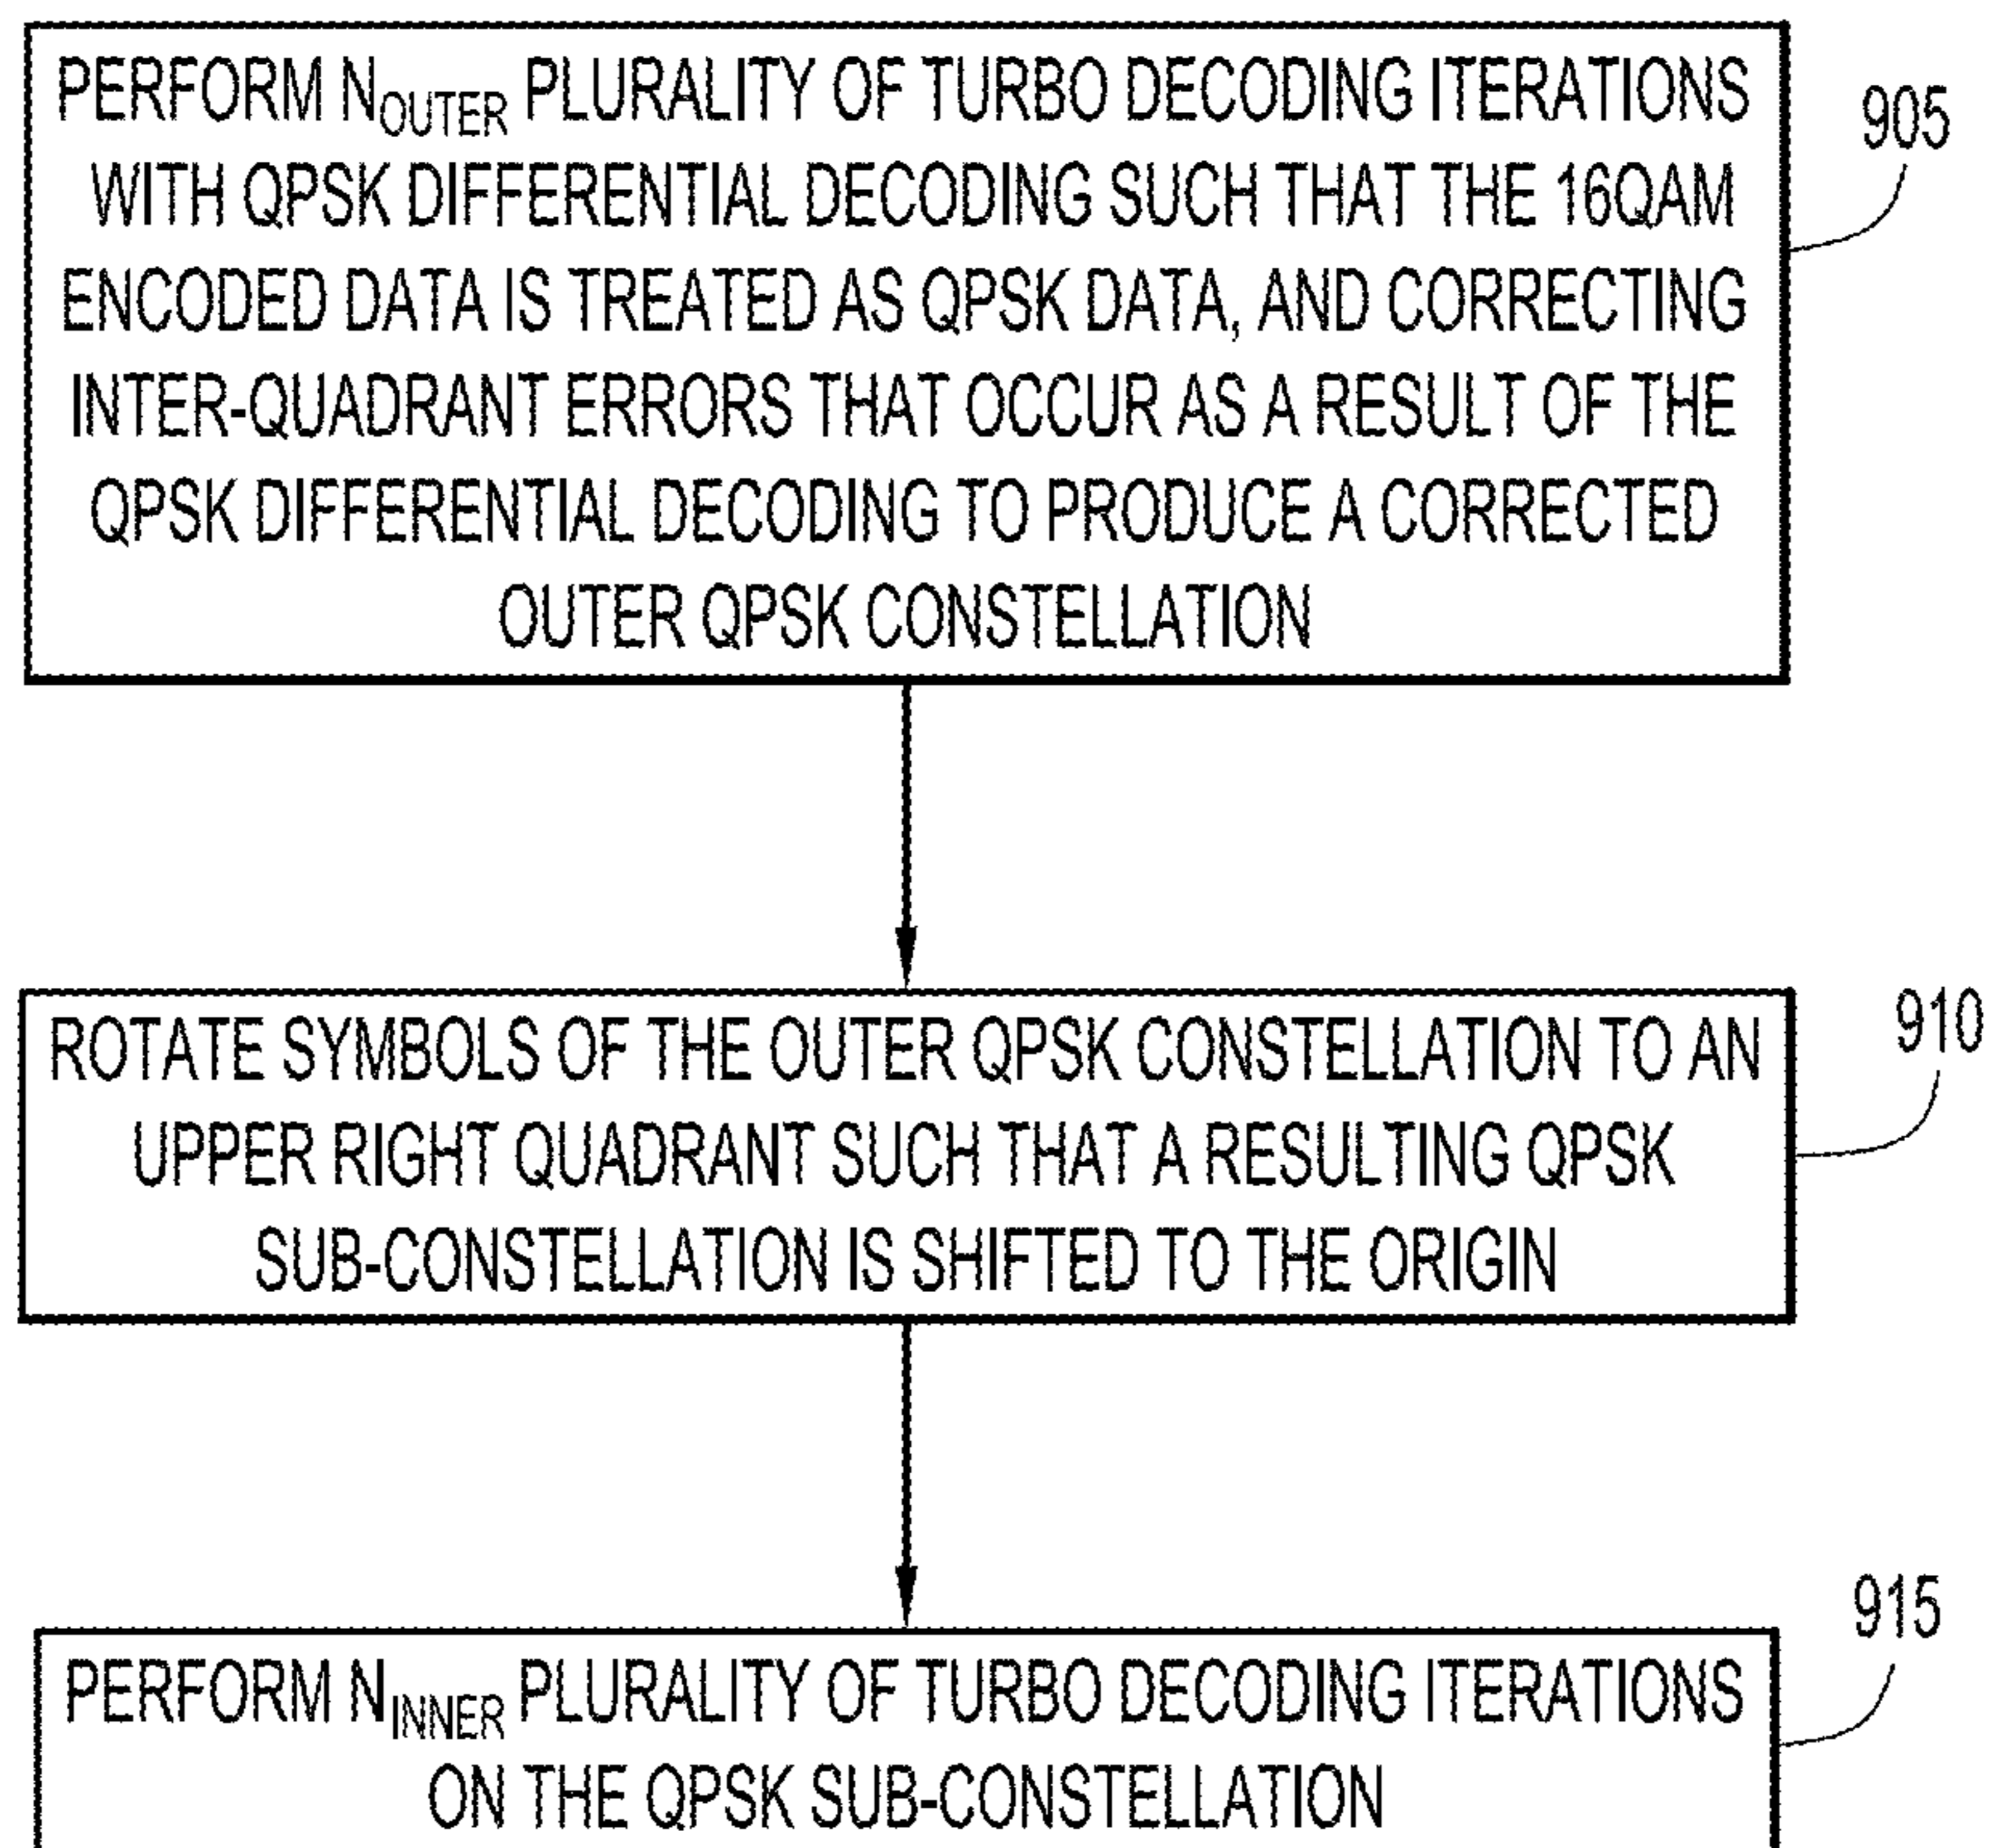 PERFORM NOUTER PLURALITY OF TURBO DECODING ITERATIONS
WITH QPSK DIFFERENTIAL DECODING SUCH THAT THE 16QAM
ENCODED DATA IS TREATED AS QPSK DATA, AND CORRECTING
INTER-QUADRANT ERRORS THAT OCCUR AS A RESULT OF THE
QPSK DIFFERENTIAL DECODING TO PRODUCE A CORRECTED
OUTER QPSK CONSTELLATION
905
ROTATE SYMBOLS OF THE OUTER QPSK CONSTELLATION TO AN
UPPER RIGHT QUADRANT SUCH THAT A RESULTING QPSK
SUB-CONSTELLATION IS SHIFTED TO THE ORIGIN
910
PERFORM NINNER PLURALITY OF TURBO DECODING ITERATIONS
ON THE QPSK SUB-CONSTELLATION
915